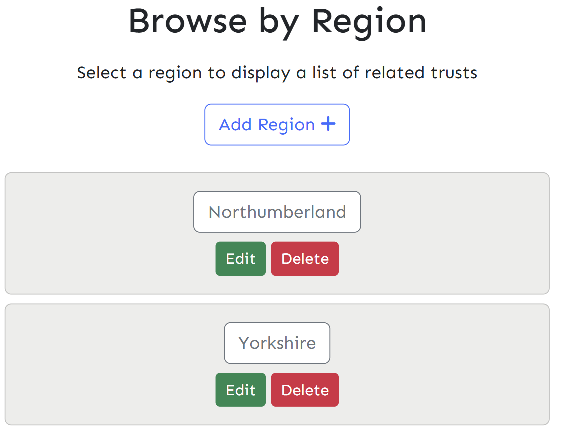 Browse by Region
Select a region to display a list of related trusts
Add Region +
Northumberland
Edit Delete
Yorkshire
Edit Delete